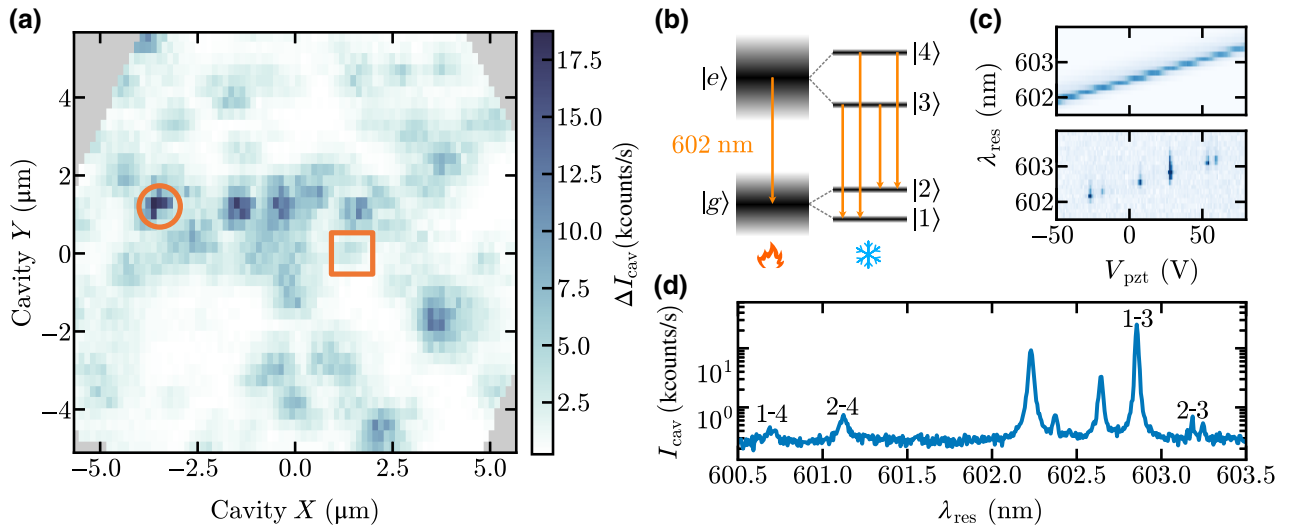 (a)
4
2
0
−2
−4
Cavity Y (μm)
−5.0
−2.5
0.0
2.5
5.0
Cavity X (μm)
17.5
15.0
12.5
10.0
7.5
5.0
2.5
ΔI_cav (kcounts/s)
(b)
|e⟩
|4⟩
|3⟩
602 nm
|g⟩
|2⟩
|1⟩
(c)
603
602
603
602
λ_res (nm)
−50
0
50
V_pzt (V)
(d)
10^1
10^0
I_cav (kcounts/s)
1-4
2-4
1-3
2-3
600.5
601.0
601.5
602.0
602.5
603.0
603.5
λ_res (nm)